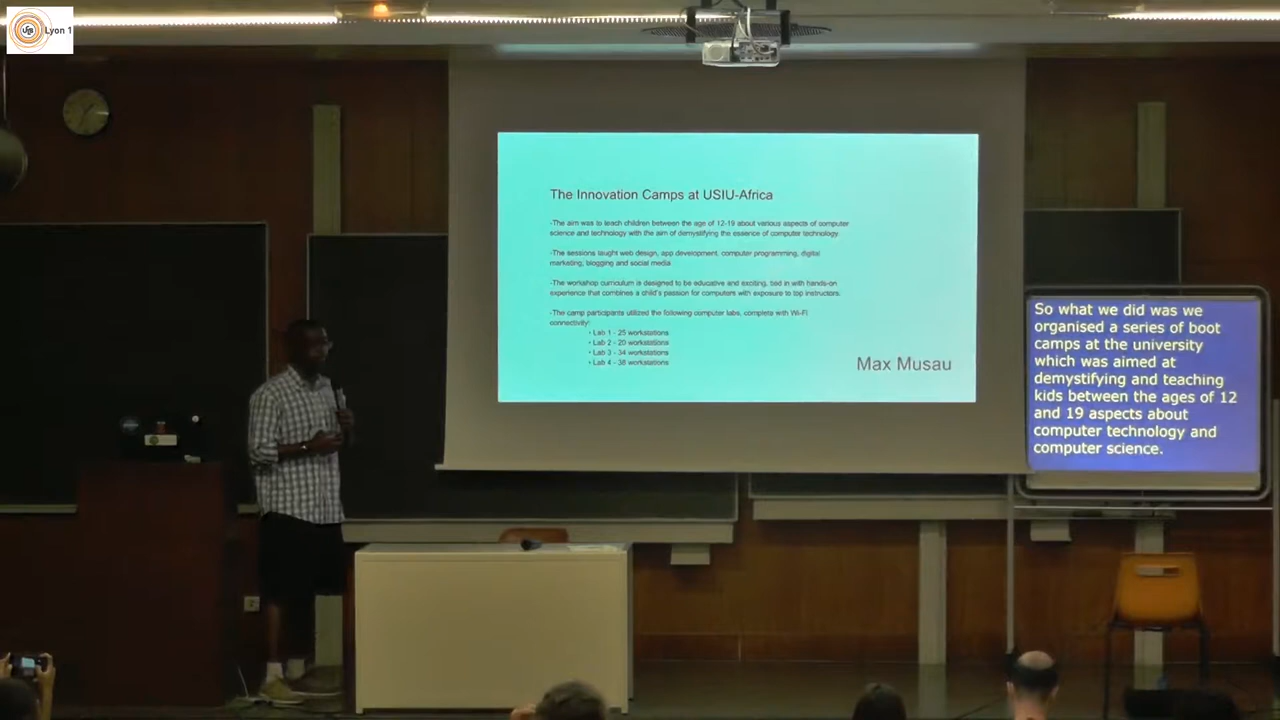 Lyon 1
The Innovation Camps at USIU-Africa
-The aim was to teach children between the age of 12-19 about various aspects of computer
science and technology with the aim of demystifying the essence of computer technology.
-The sessions taught web design, app development, computer programming, digital
marketing, blogging and social media
-The workshop curriculum is designed to be educative and exciting, tied in with hands-on
experience that combines a child's passion for computers with exposure to top instructors.
-The camp participants utilized the following computer labs, complete with Wi-Fi
connectivity:
• Lab 1 - 25 workstations
• Lab 2 - 20 workstations
• Lab 3 - 34 workstations
• Lab 4 - 36 workstations
Max Musau
So what we did was we
organised a series of boot
camps at the university
which was aimed at
demystifying and teaching
kids between the ages of 12
and 19 aspects about
computer technology and
computer science.